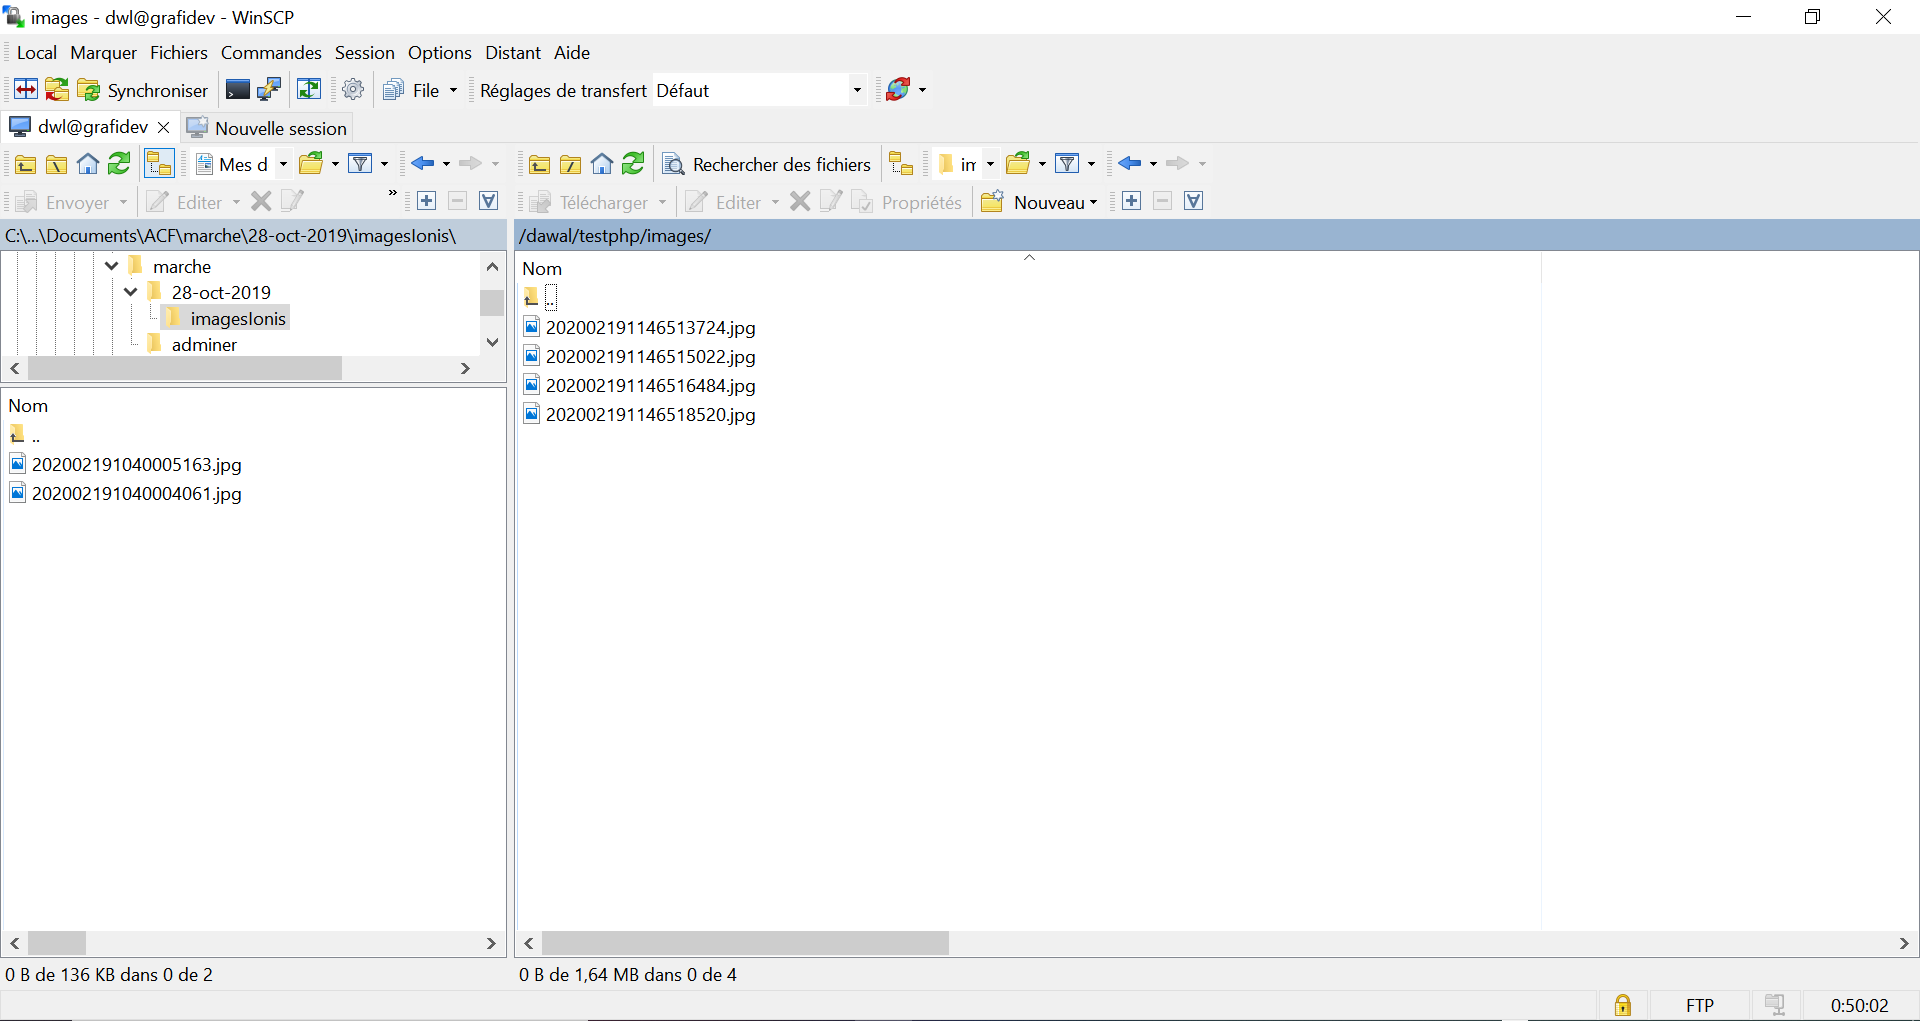 images - dwl@grafidev - WinSCP
Local Marquer Fichiers Commandes Session Options Distant Aide
Synchroniser File Réglages de transfert Défaut
dwl@grafidev Nouvelle session
Mes d Rechercher des fichiers
Envoyer Editer » Télécharger Editer Propriétés Nouveau
C:\...\Documents\ACF\marche\28-oct-2019\imagesIonis\
marche
28-oct-2019
imagesIonis
adminer
Nom
..
202002191040005163.jpg
202002191040004061.jpg
0 B de 136 KB dans 0 de 2
/dawal/testphp/images/
Nom
..
202002191146513724.jpg
202002191146515022.jpg
202002191146516484.jpg
202002191146518520.jpg
0 B de 1,64 MB dans 0 de 4
FTP 0:50:02